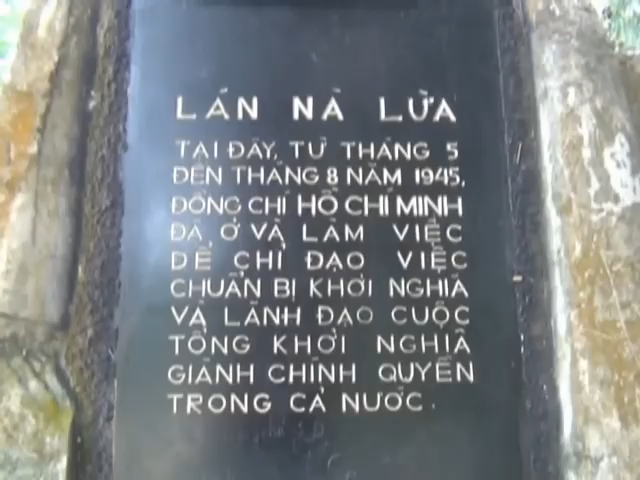 LÁN NÀ LỪA
TẠI ĐÂY, TỪ THÁNG 5
ĐẾN THÁNG 8 NĂM 1945,
ĐỒNG CHÍ HỒ CHÍ MINH
ĐÃ Ở VÀ LÀM VIỆC
DỂ CHỈ ĐẠO VIỆC
CHUẨN BỊ KHỞI NGHĨA
VÀ LÃNH ĐẠO CUỘC
TỔNG KHỞI NGHĨA
GIÀNH CHÍNH QUYỀN
TRONG CẢ NƯỚC.